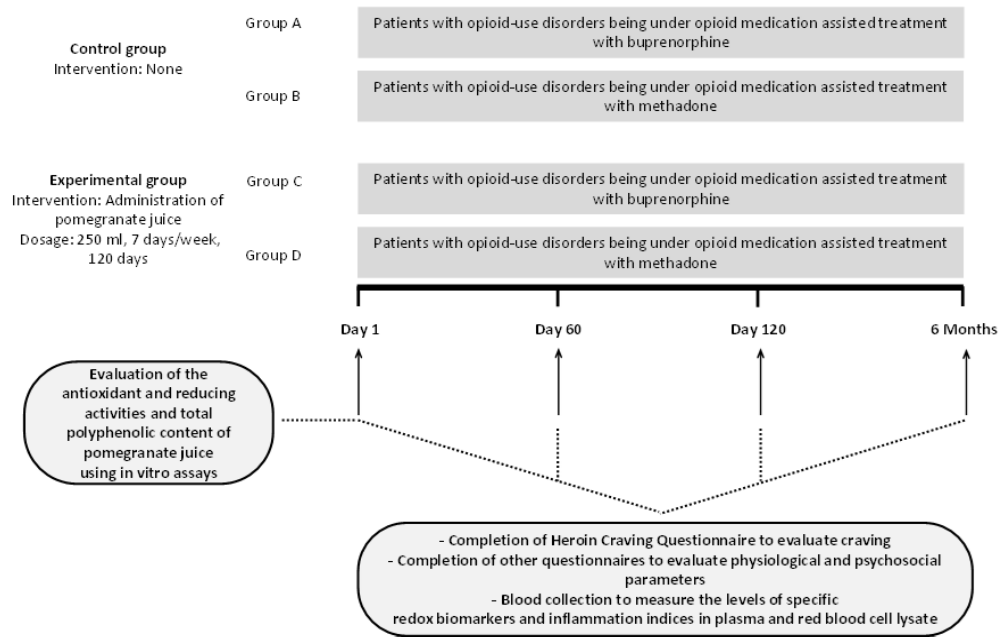 Control group
Intervention: None
Group A
Patients with opioid-use disorders being under opioid medication assisted treatment
with buprenorphine
Group B
Patients with opioid-use disorders being under opioid medication assisted treatment
with methadone
Experimental group
Intervention: Administration of
pomegranate juice
Dosage: 250 ml, 7 days/week,
120 days
Group C
Patients with opioid-use disorders being under opioid medication assisted treatment
with buprenorphine
Group D
Patients with opioid-use disorders being under opioid medication assisted treatment
with methadone
Day 1
Day 60
Day 120
6 Months
Evaluation of the
antioxidant and reducing
activities and total
polyphenolic content of
pomegranate juice
using in vitro assays
- Completion of Heroin Craving Questionnaire to evaluate craving
- Completion of other questionnaires to evaluate physiological and psychosocial
parameters
- Blood collection to measure the levels of specific
redox biomarkers and inflammation indices in plasma and red blood cell lysate